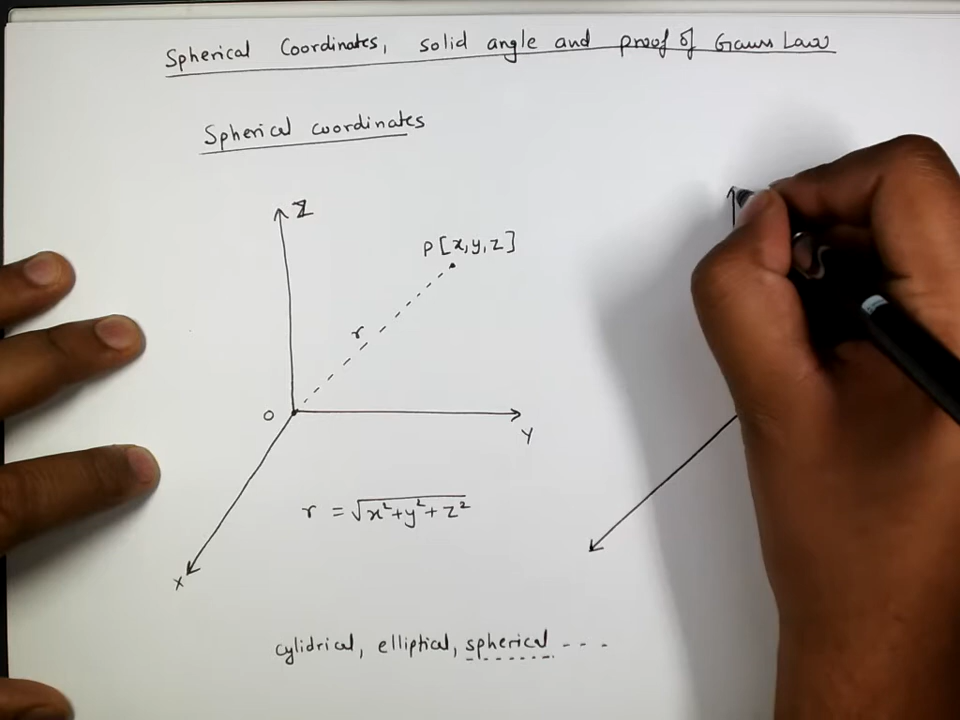 Spherical Coordinates, solid angle and proof of Gauss Law
Spherical coordinates
Z
P[x,y,z]
r
O
Y
r = √x²+y²+z²
X
cylidrical, elliptical, spherical - - -